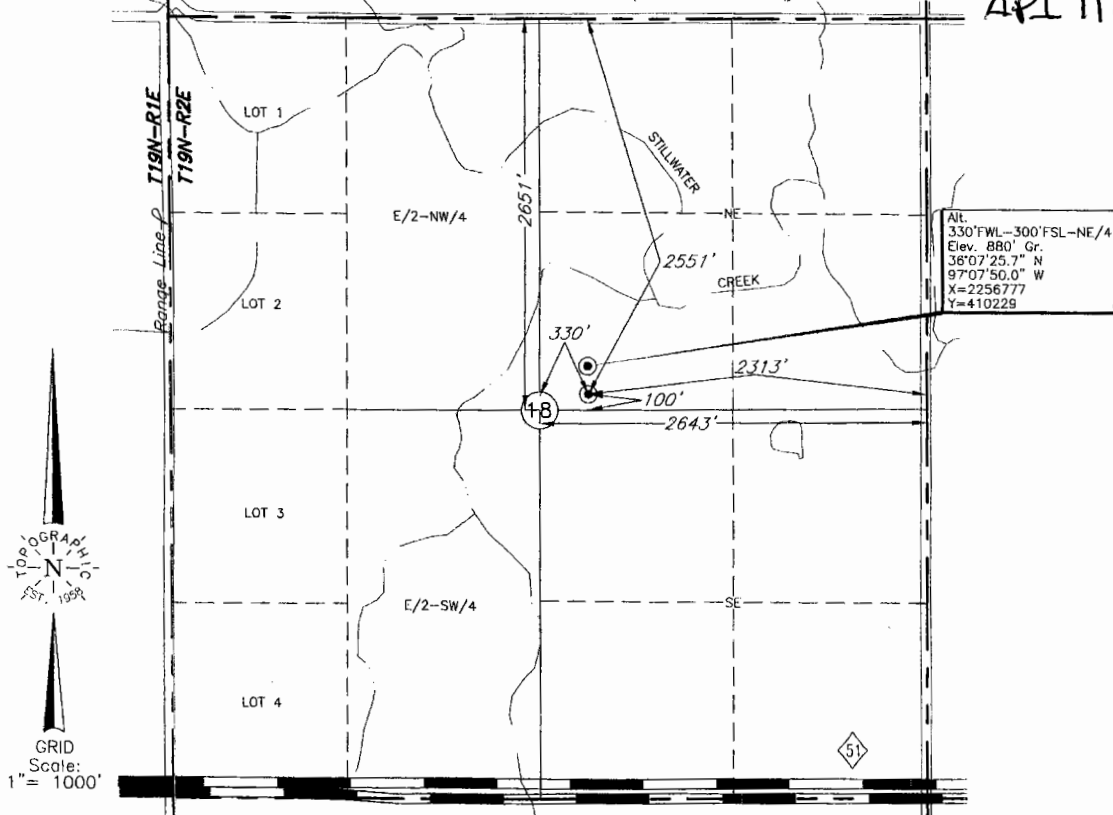 API
T19N-R1E
T19N-R2E
LOT 1
STILLWATER
2651'
E/2-NW/4
NE
Alt.
330'FWL-300'FSL-NE/4
Elev. 880' Gr.
36°07'25.7" N
97°07'50.0" W
X=2256777
Y=410229
Range Line
2551'
CREEK
LOT 2
330'
2313'
100'
18
2643'
LOT 3
TOPOGRAPHIC
N
EST. 1958
E/2-SW/4
SE
LOT 4
51
GRID
Scale:
1"= 1000'